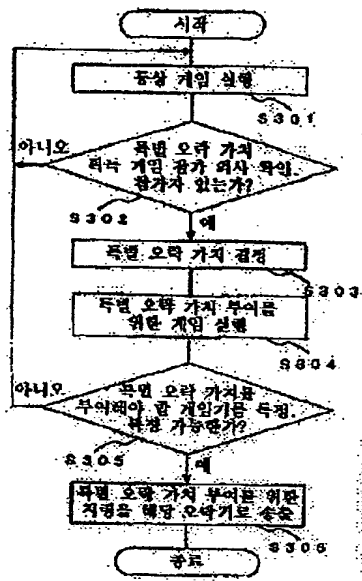 시작
통상 게임 실행
S301
특별 오락 가치
획득 게임 참가 의사 확인
참가자 있는가?
아니오
S302
예
특별 오락 가치 결정
S303
특별 오락 가치 부여를
위한 게임 실행
S304
특별 오락 가치를
부여해야 할 게임기를 특정
특정 가능한가?
아니오
S305
예
특별 오락 가치 부여를 위한
지령을 해당 오락기로 송출
S306
종료